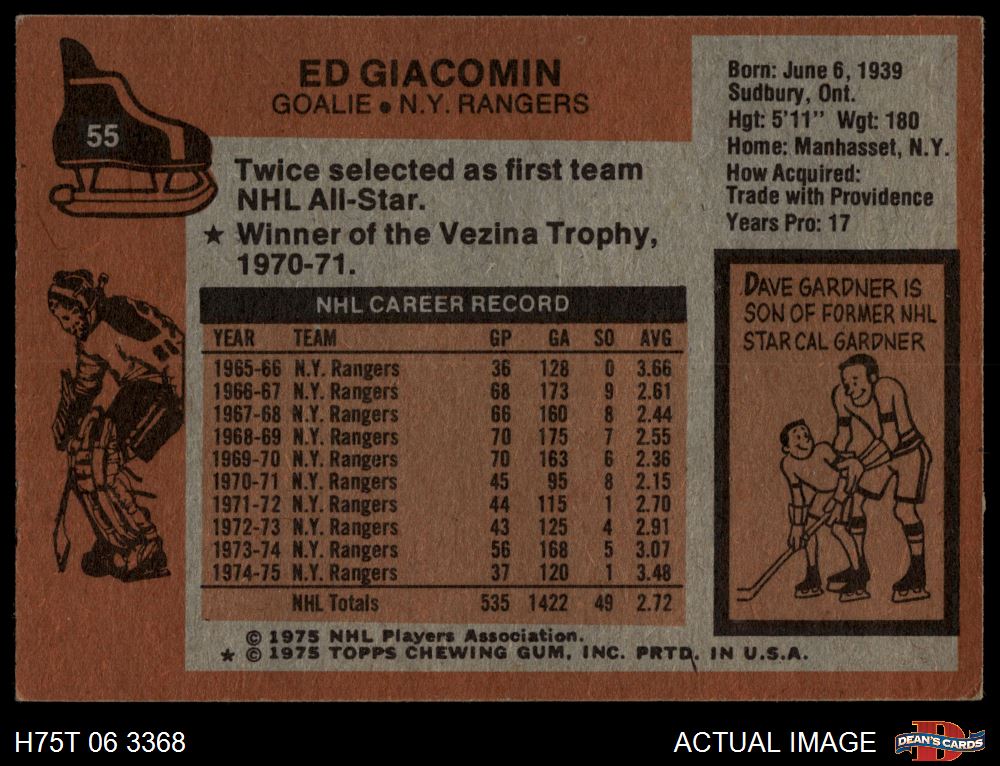 55
ED GIACOMIN
GOALIE • N.Y. RANGERS
Born: June 6, 1939
Sudbury, Ont.
Hgt: 5'11" Wgt: 180
Home: Manhasset, N.Y.
How Acquired:
Trade with Providence
Years Pro: 17
Twice selected as first team
NHL All-Star.
★ Winner of the Vezina Trophy,
1970-71.
NHL CAREER RECORD
YEAR TEAM GP GA SO AVG
1965-66 N.Y. Rangers 36 128 0 3.66
1966-67 N.Y. Rangers 68 173 9 2.61
1967-68 N.Y. Rangers 66 160 8 2.44
1968-69 N.Y. Rangers 70 175 7 2.55
1969-70 N.Y. Rangers 70 163 6 2.36
1970-71 N.Y. Rangers 45 95 8 2.15
1971-72 N.Y. Rangers 44 115 1 2.70
1972-73 N.Y. Rangers 43 125 4 2.91
1973-74 N.Y. Rangers 56 168 5 3.07
1974-75 N.Y. Rangers 37 120 1 3.48
NHL Totals 535 1422 49 2.72
DAVE GARDNER IS
SON OF FORMER NHL
STAR CAL GARDNER
© 1975 NHL Players Association.
★ © 1975 TOPPS CHEWING GUM, INC. PRTD. IN U.S.A.
H75T 06 3368
ACTUAL IMAGE
DEAN'S CARDS